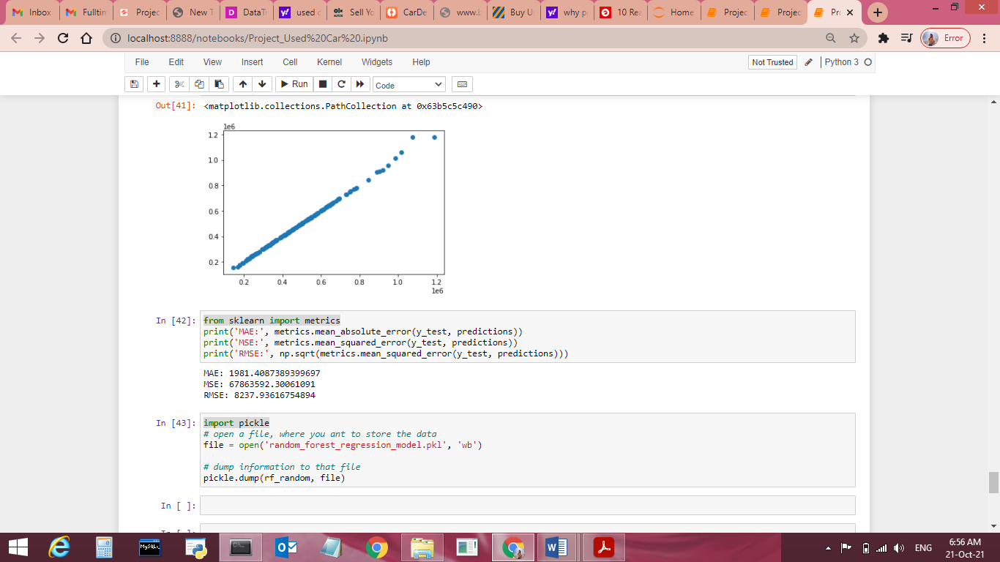 Inbox
Fulltin
Projec
New T
DataTr
used c
Sell Yo
CarDe
www.b
Buy Us
why p
10 Rea
Home
Projec
Projec
Pr
localhost:8888/notebooks/Project_Used%20Car%20.ipynb
Error
File Edit View Insert Cell Kernel Widgets Help
Not Trusted
Python 3
Run
Code
Out[41]: <matplotlib.collections.PathCollection at 0x63b5c5c490>
1e6
1.2
1.0
0.8
0.6
0.4
0.2
0.2 0.4 0.6 0.8 1.0 1.2
1e6
In [42]: from sklearn import metrics
print('MAE:', metrics.mean_absolute_error(y_test, predictions))
print('MSE:', metrics.mean_squared_error(y_test, predictions))
print('RMSE:', np.sqrt(metrics.mean_squared_error(y_test, predictions)))
MAE: 1981.4087389399697
MSE: 67863592.30061091
RMSE: 8237.93616754894
In [43]: import pickle
# open a file, where you ant to store the data
file = open('random_forest_regression_model.pkl', 'wb')
# dump information to that file
pickle.dump(rf_random, file)
In [ ]:
ENG
6:56 AM
21-Oct-21